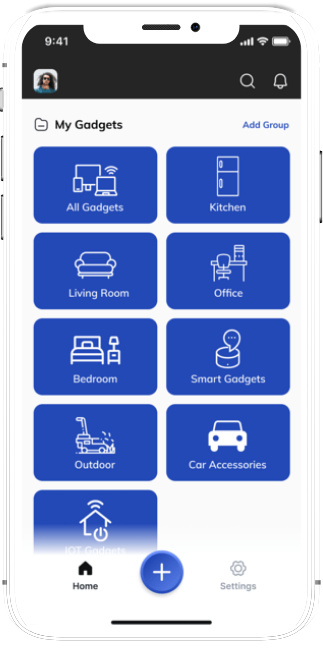 9:41
My Gadgets
Add Group
All Gadgets
Kitchen
Living Room
Office
Bedroom
Smart Gadgets
Outdoor
Car Accessories
IOT Gadgets
Home
Settings